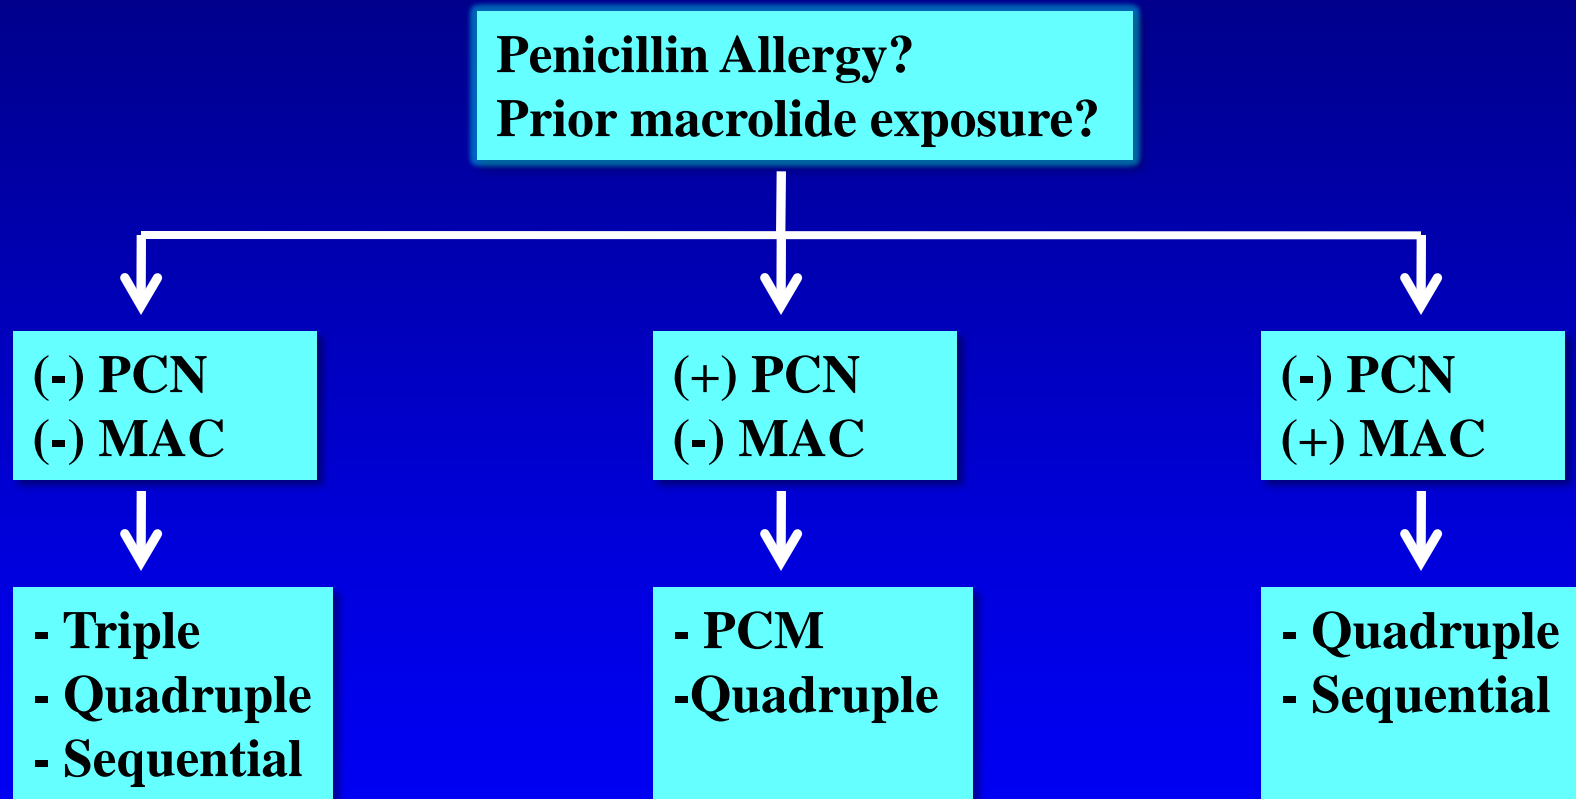 Penicillin Allergy?
Prior macrolide exposure?
(-) PCN
(-) MAC
(+) PCN
(-) MAC
(-) PCN
(+) MAC
- Triple
- Quadruple
- Sequential
- PCM
-Quadruple
- Quadruple
- Sequential